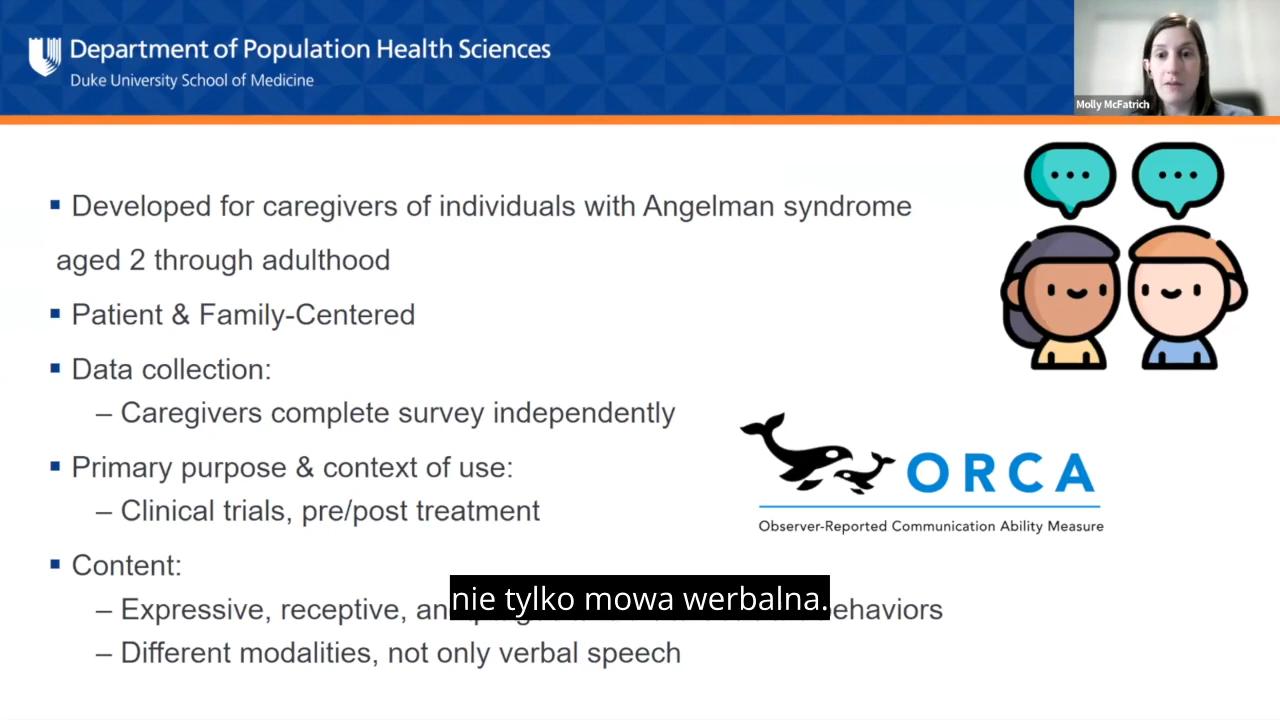 Department of Population Health Sciences
Duke University School of Medicine
Molly McFatrich
▪ Developed for caregivers of individuals with Angelman syndrome
aged 2 through adulthood
▪ Patient & Family-Centered
▪ Data collection:
– Caregivers complete survey independently
▪ Primary purpose & context of use:
– Clinical trials, pre/post treatment
ORCA
Observer-Reported Communication Ability Measure
▪ Content:
– Expressive, receptive,
nie tylko mowa werbalna.
– Different modalities, not only verbal speech